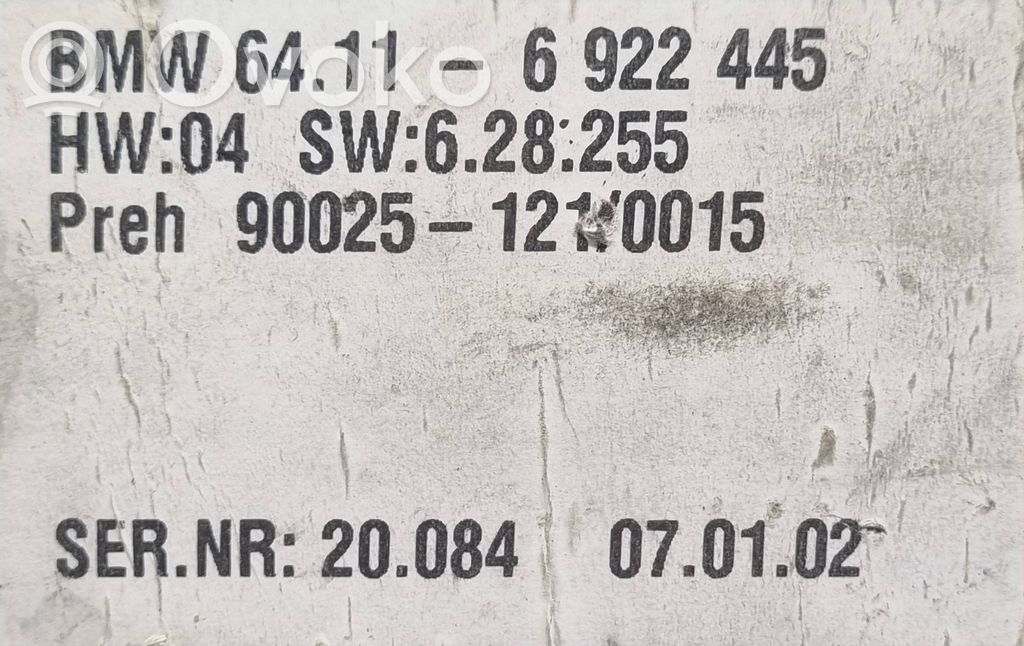 BMW 64.11 - 6 922 445
Ovoko
HW:04 SW:6.28:255
Preh 90025-121/0015
SER.NR: 20.084 07.01.02